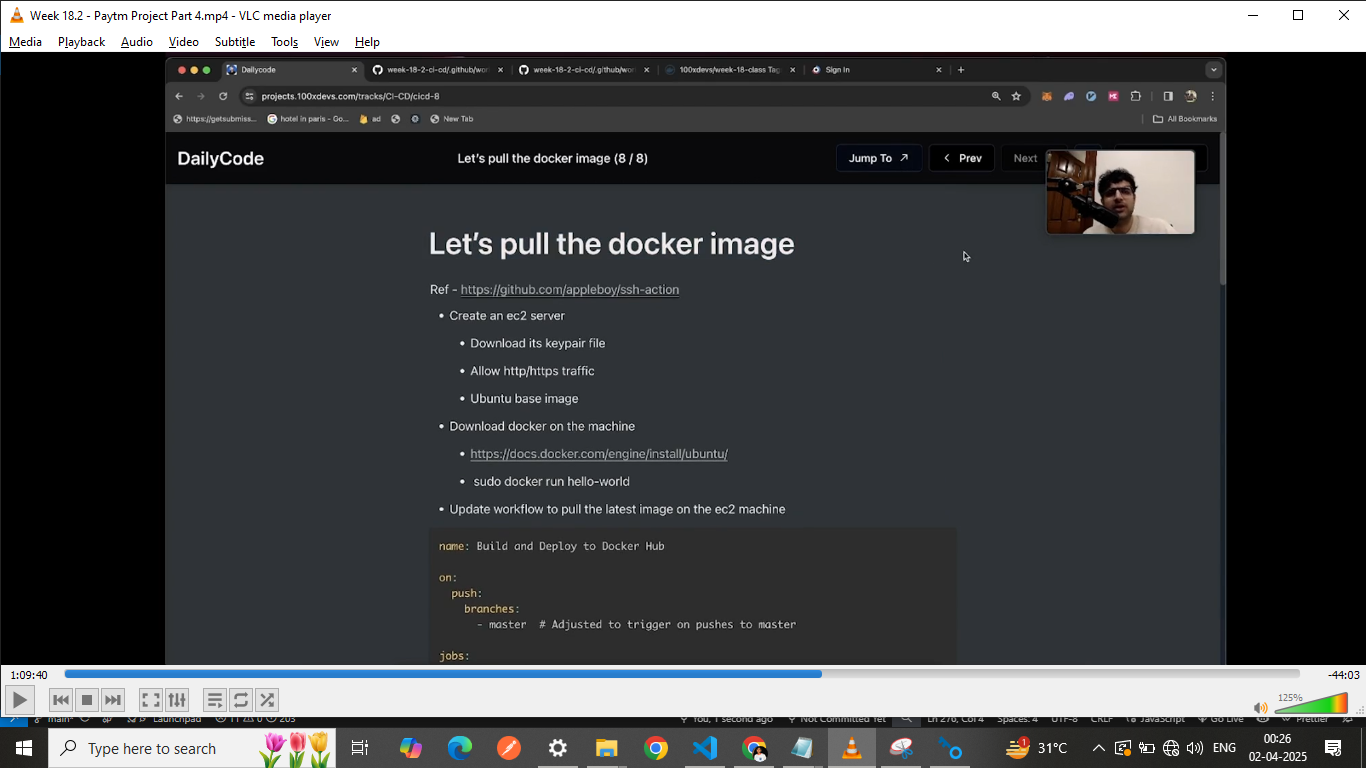 Week 18.2 - Paytm Project Part 4.mp4 - VLC media player
Media Playback Audio Video Subtitle Tools View Help
Dailycode week-18-2-ci-cd/.github/wor week-18-2-ci-cd/.github/wor 100xdevs/week-18-class Tag Sign In
projects.100xdevs.com/tracks/CI-CD/cicd-8
https://getsubmiss... hotel in paris - Go... ad New Tab All Bookmarks
DailyCode Let's pull the docker image (8 / 8) Jump To Prev Next
Let's pull the docker image
Ref - https://github.com/appleboy/ssh-action
• Create an ec2 server
• Download its keypair file
• Allow http/https traffic
• Ubuntu base image
• Download docker on the machine
• https://docs.docker.com/engine/install/ubuntu/
• sudo docker run hello-world
• Update workflow to pull the latest image on the ec2 machine
name: Build and Deploy to Docker Hub
on:
push:
branches:
- master # Adjusted to trigger on pushes to master
jobs:
1:09:40 -44:03
125%
main* Launchpad 11 0 203 You, 1 second ago Not Committed Yet Ln 276, Col 4 Spaces: 4 UTF-8 CRLF JavaScript Go Live Prettier
Type here to search 1 31°C ENG 00:26
02-04-2025